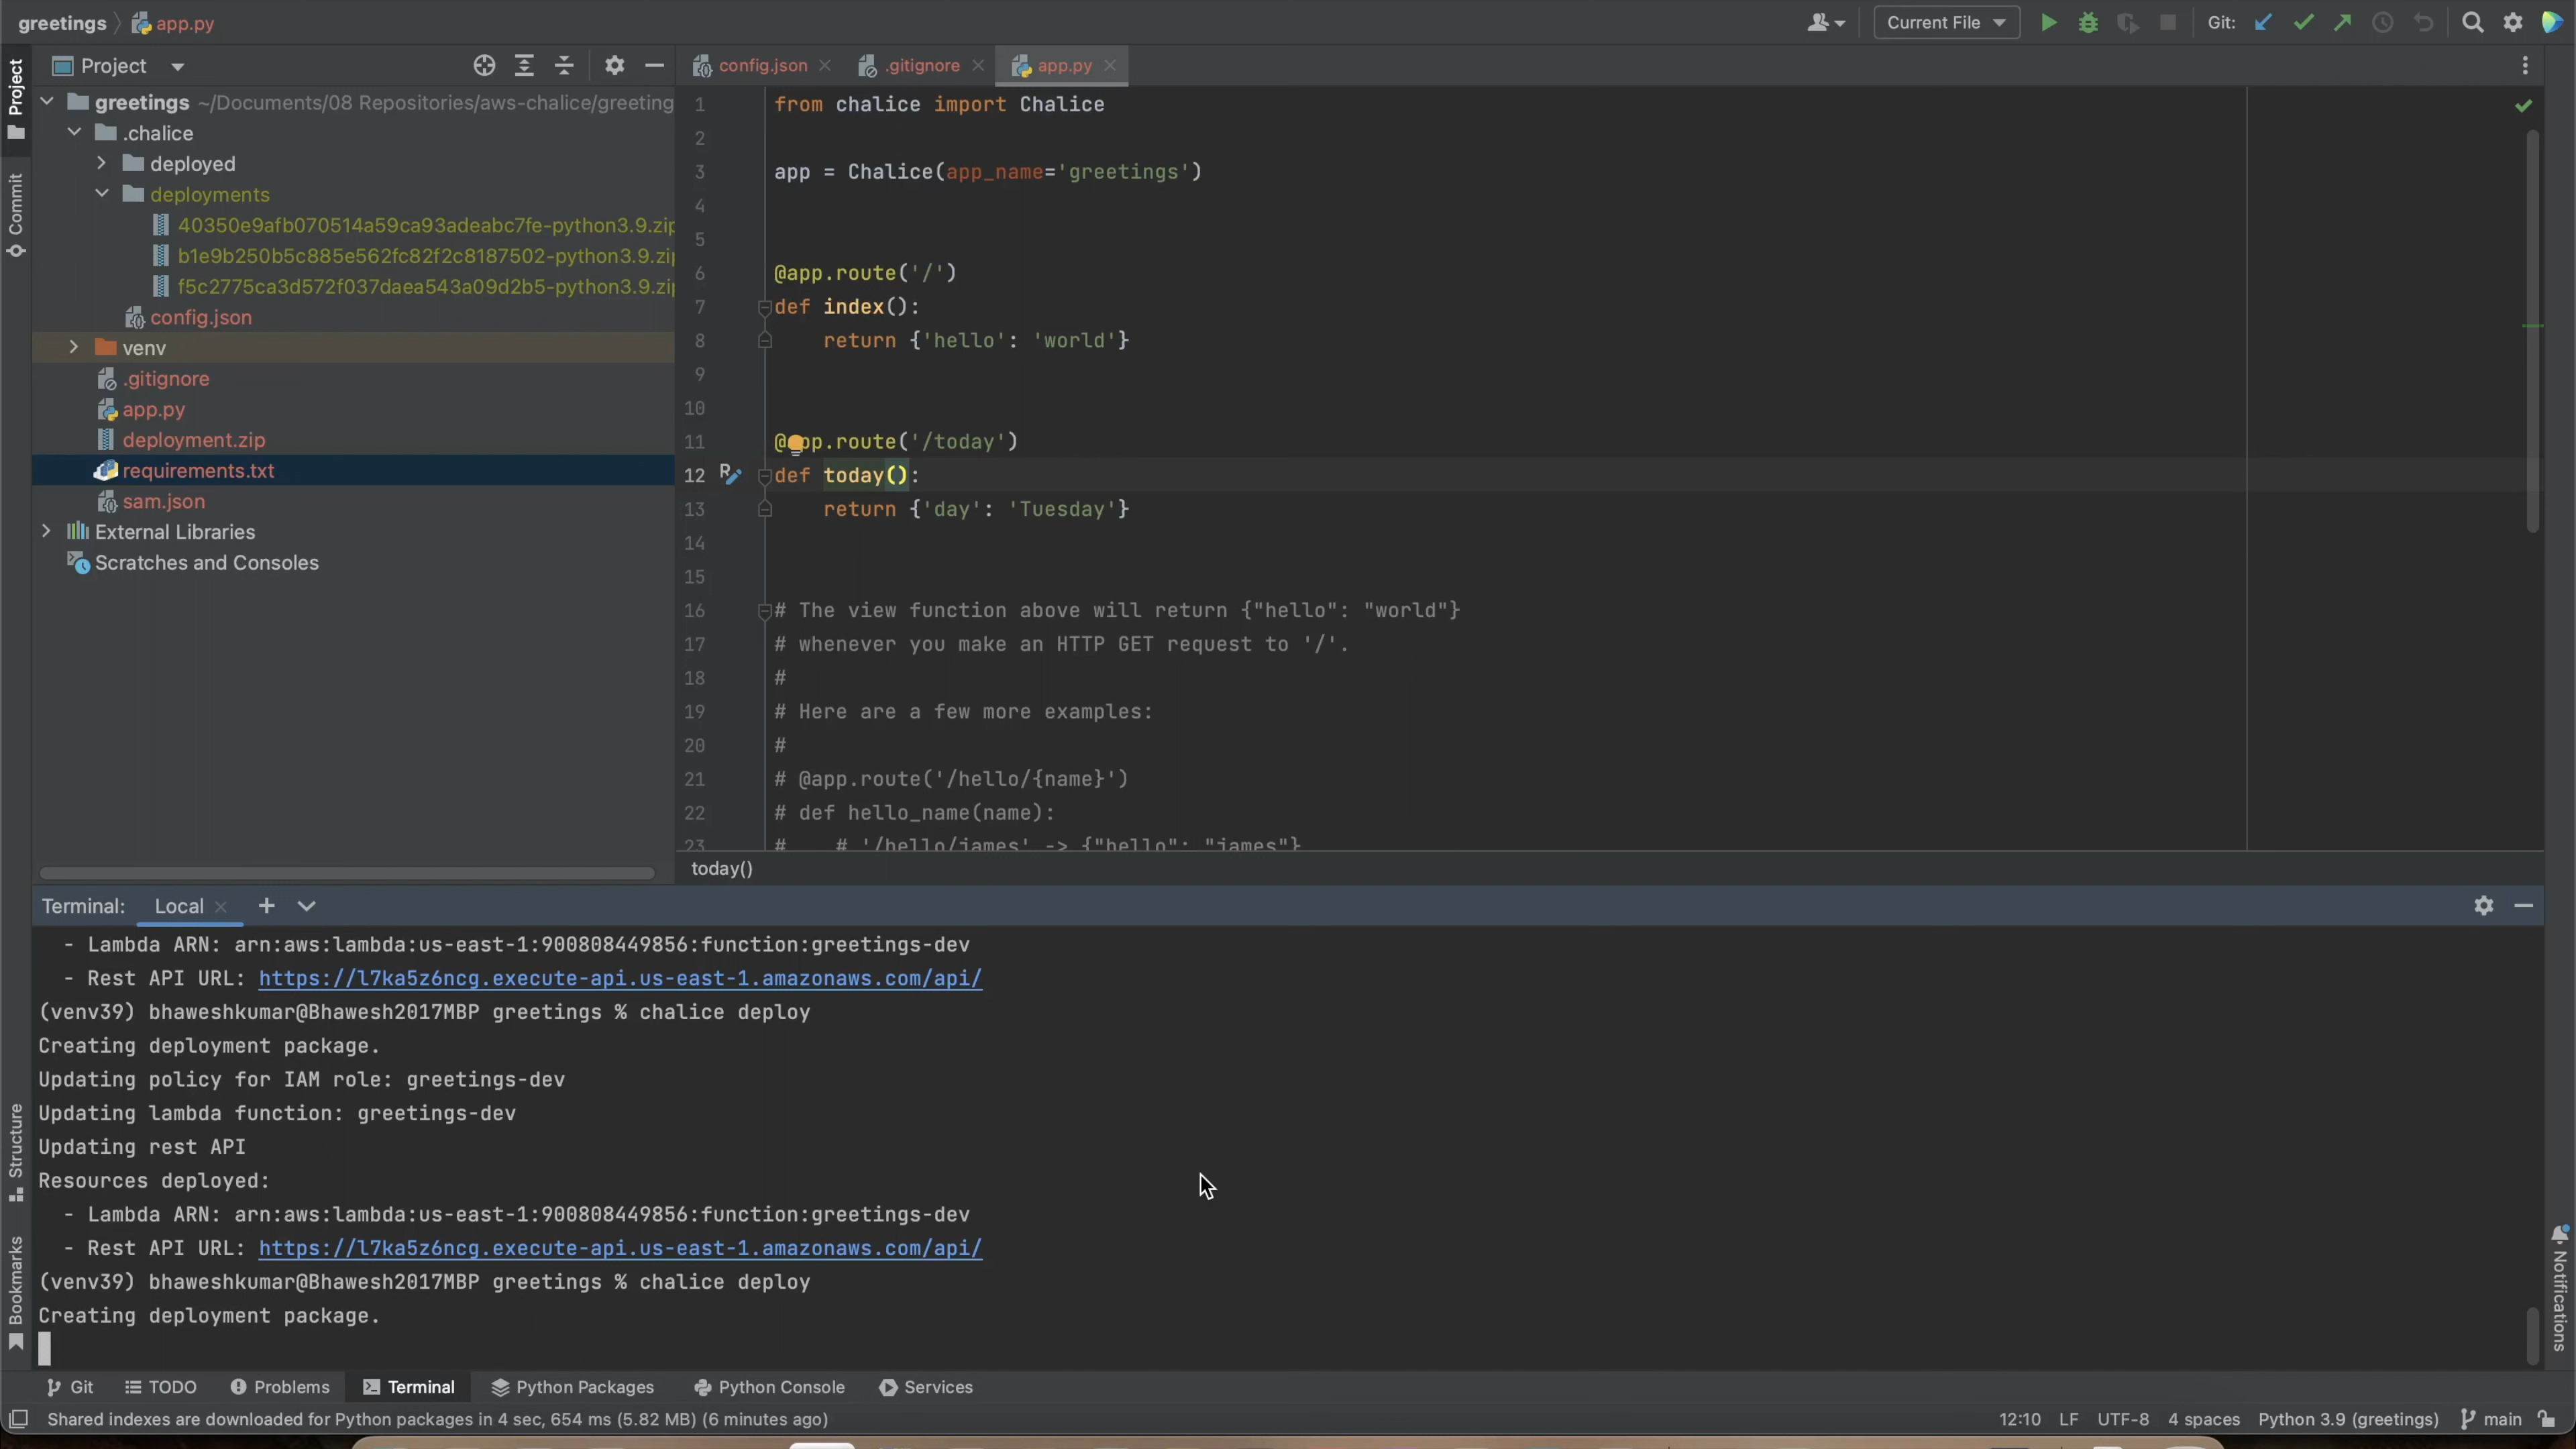 greetings app.py
Current File
Git:
Project
config.json
.gitignore
app.py
Project
Commit
Structure
Bookmarks
Notifications
greetings ~/Documents/08 Repositories/aws-chalice/greeting
.chalice
deployed
deployments
40350e9afb070514a59ca93adeabc7fe-python3.9.zip
b1e9b250b5c885e562fc82f2c8187502-python3.9.zi
f5c2775ca3d572f037daea543a09d2b5-python3.9.zi
config.json
venv
.gitignore
app.py
deployment.zip
requirements.txt
sam.json
External Libraries
Scratches and Consoles
1 from chalice import Chalice
2
3 app = Chalice(app_name='greetings')
4
5
6 @app.route('/')
7 def index():
8 return {'hello': 'world'}
9
10
11 @app.route('/today')
12 def today():
13 return {'day': 'Tuesday'}
14
15
16 # The view function above will return {"hello": "world"}
17 # whenever you make an HTTP GET request to '/'.
18 #
19 # Here are a few more examples:
20 #
21 # @app.route('/hello/{name}')
22 # def hello_name(name):
23 # # '/hello/james' -> {"hello": "james"}
today()
Terminal: Local
- Lambda ARN: arn:aws:lambda:us-east-1:900808449856:function:greetings-dev
- Rest API URL: https://l7ka5z6ncg.execute-api.us-east-1.amazonaws.com/api/
(venv39) bhaweshkumar@Bhawesh2017MBP greetings % chalice deploy
Creating deployment package.
Updating policy for IAM role: greetings-dev
Updating lambda function: greetings-dev
Updating rest API
Resources deployed:
- Lambda ARN: arn:aws:lambda:us-east-1:900808449856:function:greetings-dev
- Rest API URL: https://l7ka5z6ncg.execute-api.us-east-1.amazonaws.com/api/
(venv39) bhaweshkumar@Bhawesh2017MBP greetings % chalice deploy
Creating deployment package.
Git TODO Problems Terminal Python Packages Python Console Services
Shared indexes are downloaded for Python packages in 4 sec, 654 ms (5.82 MB) (6 minutes ago)
12:10 LF UTF-8 4 spaces Python 3.9 (greetings) main